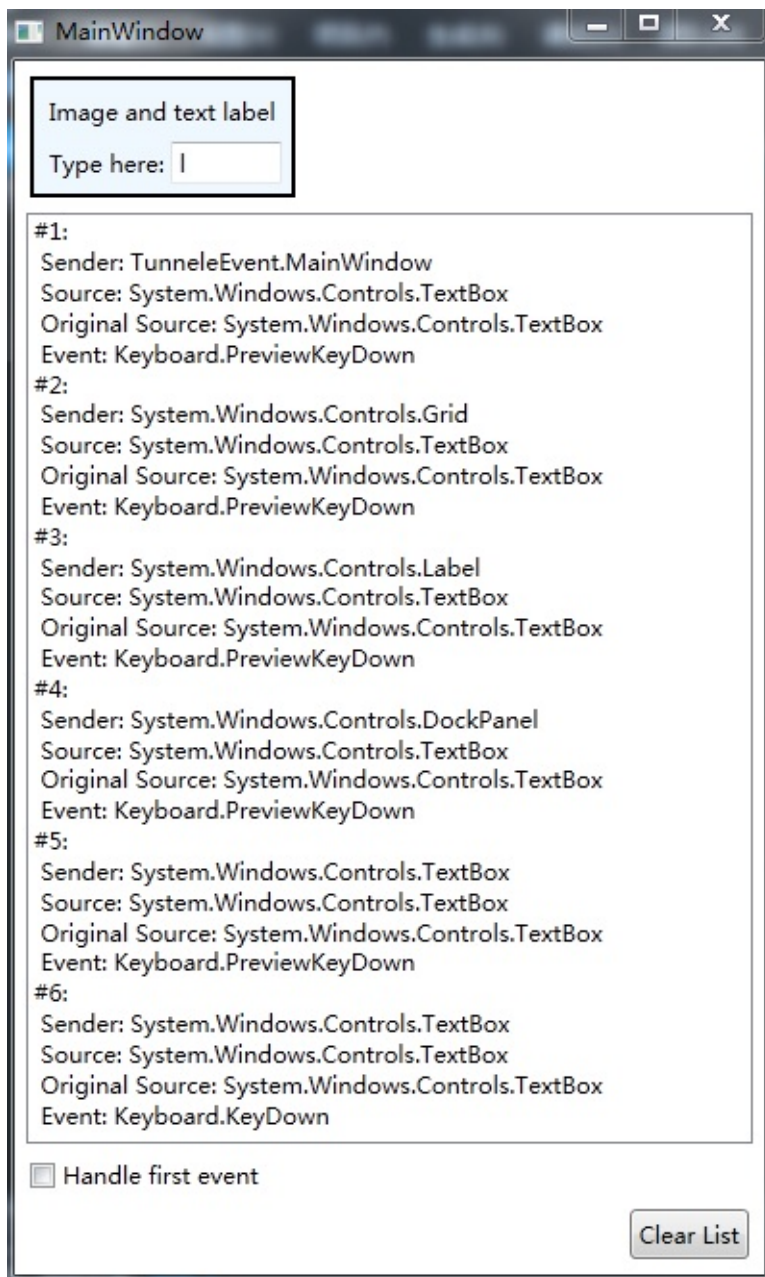 MainWindow
Image and text label
Type here: l
#1:
Sender: TunneleEvent.MainWindow
Source: System.Windows.Controls.TextBox
Original Source: System.Windows.Controls.TextBox
Event: Keyboard.PreviewKeyDown
#2:
Sender: System.Windows.Controls.Grid
Source: System.Windows.Controls.TextBox
Original Source: System.Windows.Controls.TextBox
Event: Keyboard.PreviewKeyDown
#3:
Sender: System.Windows.Controls.Label
Source: System.Windows.Controls.TextBox
Original Source: System.Windows.Controls.TextBox
Event: Keyboard.PreviewKeyDown
#4:
Sender: System.Windows.Controls.DockPanel
Source: System.Windows.Controls.TextBox
Original Source: System.Windows.Controls.TextBox
Event: Keyboard.PreviewKeyDown
#5:
Sender: System.Windows.Controls.TextBox
Source: System.Windows.Controls.TextBox
Original Source: System.Windows.Controls.TextBox
Event: Keyboard.PreviewKeyDown
#6:
Sender: System.Windows.Controls.TextBox
Source: System.Windows.Controls.TextBox
Original Source: System.Windows.Controls.TextBox
Event: Keyboard.KeyDown
Handle first event
Clear List